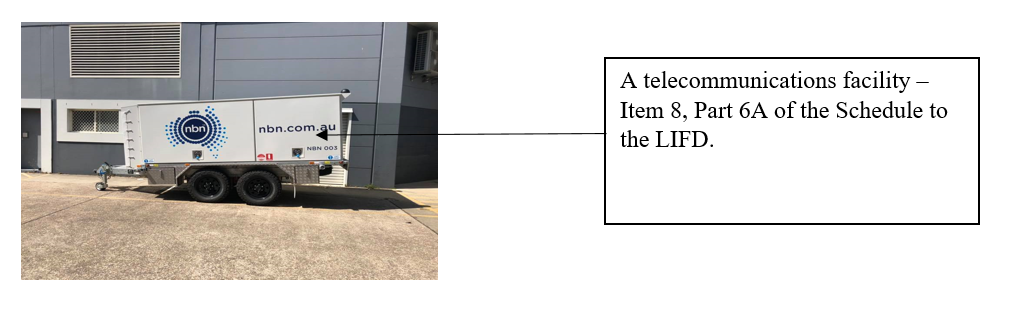 nbn
nbn.com.au
NBN 003
A telecommunications facility –
Item 8, Part 6A of the Schedule to
the LIFD.